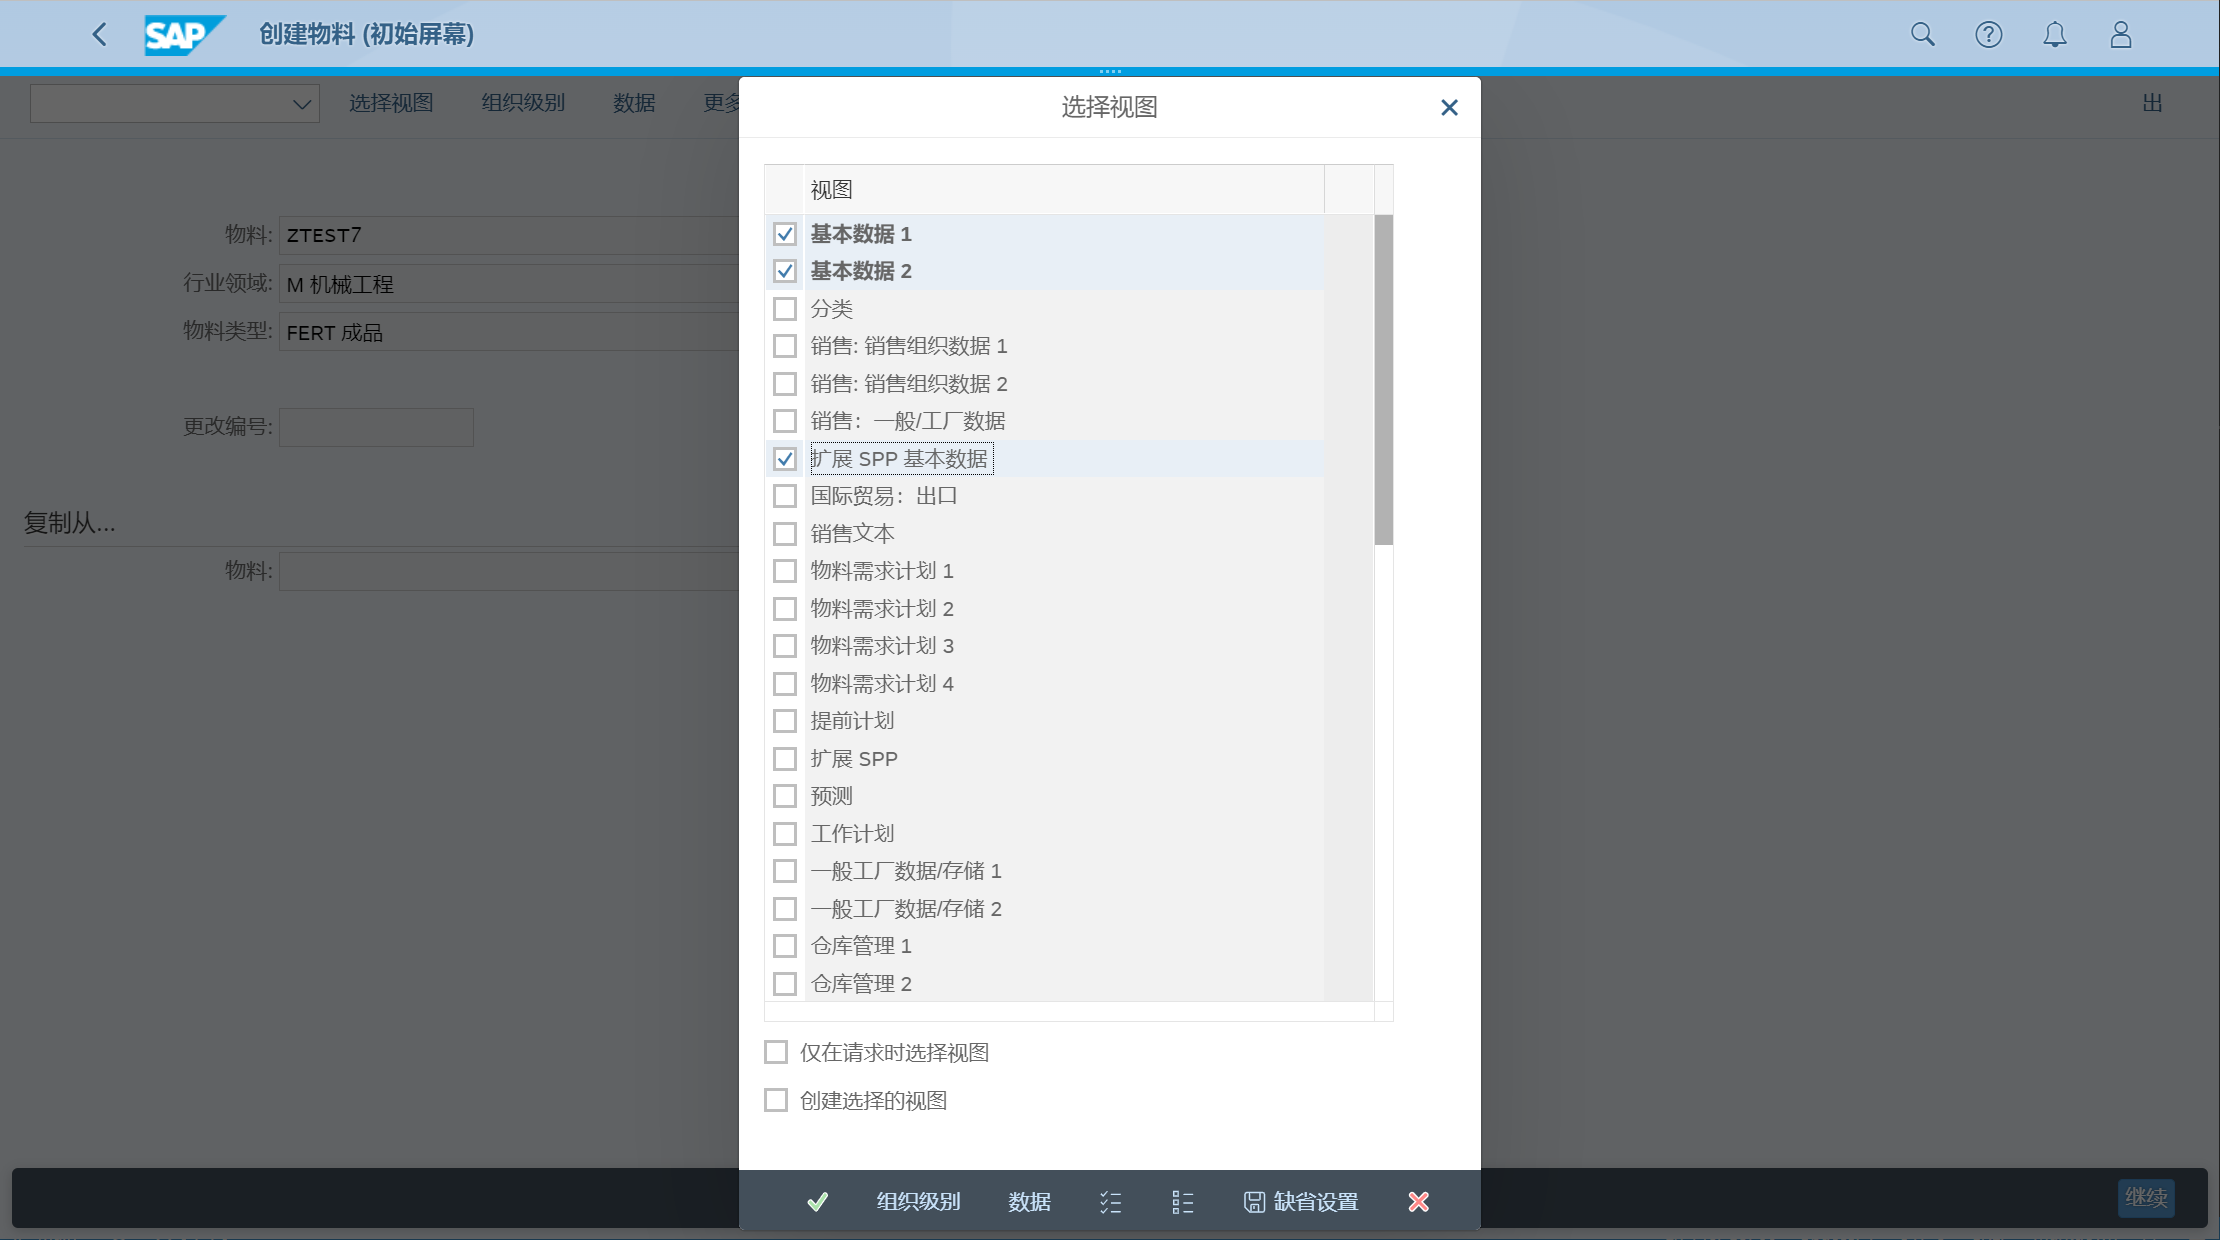 SAP 创建物料 (初始屏幕)
选择视图 组织级别 数据 更多 出
选择视图
物料: ZTEST7
行业领域: M 机械工程
物料类型: FERT 成品
更改编号:
复制从...
物料:
视图
基本数据 1
基本数据 2
分类
销售: 销售组织数据 1
销售: 销售组织数据 2
销售：一般/工厂数据
扩展 SPP 基本数据
国际贸易：出口
销售文本
物料需求计划 1
物料需求计划 2
物料需求计划 3
物料需求计划 4
提前计划
扩展 SPP
预测
工作计划
一般工厂数据/存储 1
一般工厂数据/存储 2
仓库管理 1
仓库管理 2
仅在请求时选择视图
创建选择的视图
组织级别 数据 缺省设置
继续